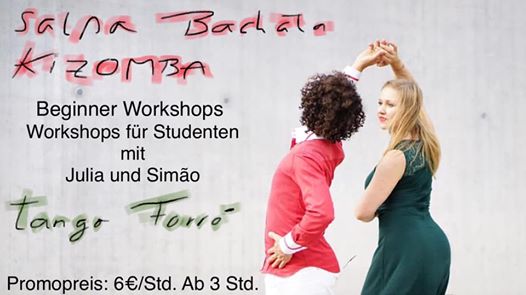 Salsa Bachata
KIZOMBA
Beginner Workshops
Workshops für Studenten
mit
Julia und Simão
tango Forró
Promopreis: 6€/Std. Ab 3 Std.